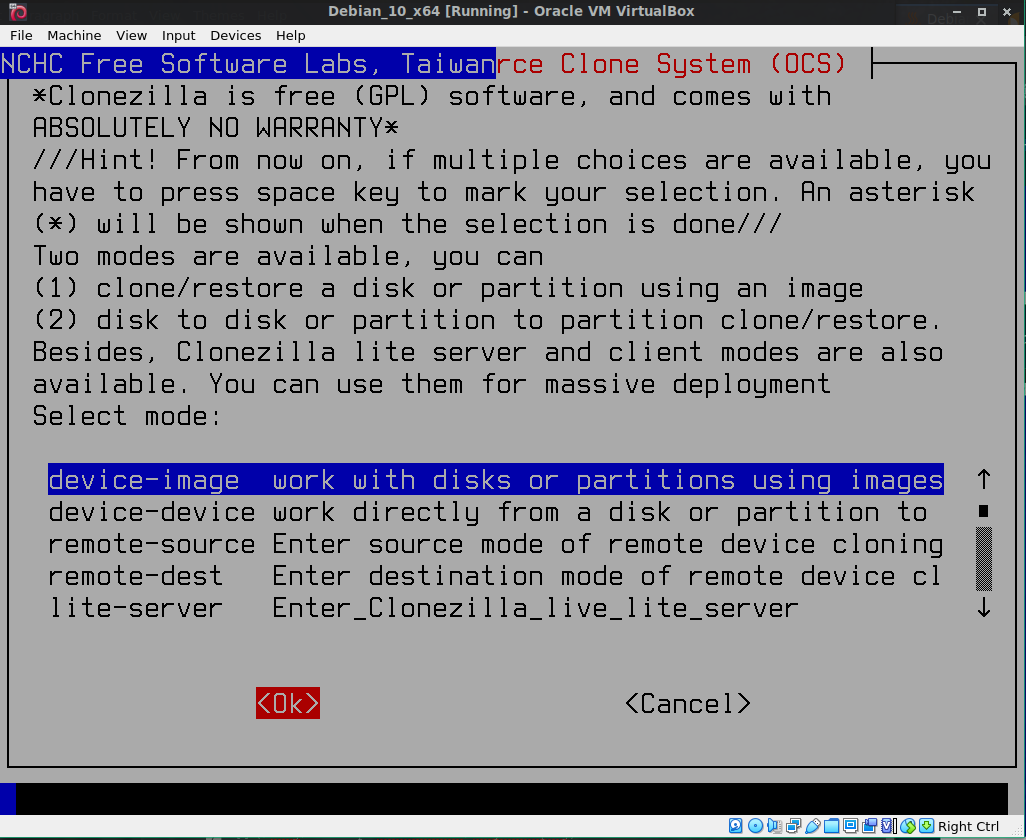 Debian_10_x64 [Running] - Oracle VM VirtualBox
File Machine View Input Devices Help
NCHC Free Software Labs, Taiwanrce Clone System (OCS)
*Clonezilla is free (GPL) software, and comes with
ABSOLUTELY NO WARRANTY*
///Hint! From now on, if multiple choices are available, you
have to press space key to mark your selection. An asterisk
(*) will be shown when the selection is done///
Two modes are available, you can
(1) clone/restore a disk or partition using an image
(2) disk to disk or partition to partition clone/restore.
Besides, Clonezilla lite server and client modes are also
available. You can use them for massive deployment
Select mode:
device-image work with disks or partitions using images
device-device work directly from a disk or partition to
remote-source Enter source mode of remote device cloning
remote-dest Enter destination mode of remote device cl
lite-server Enter_Clonezilla_live_lite_server
<Ok> <Cancel>
Right Ctrl